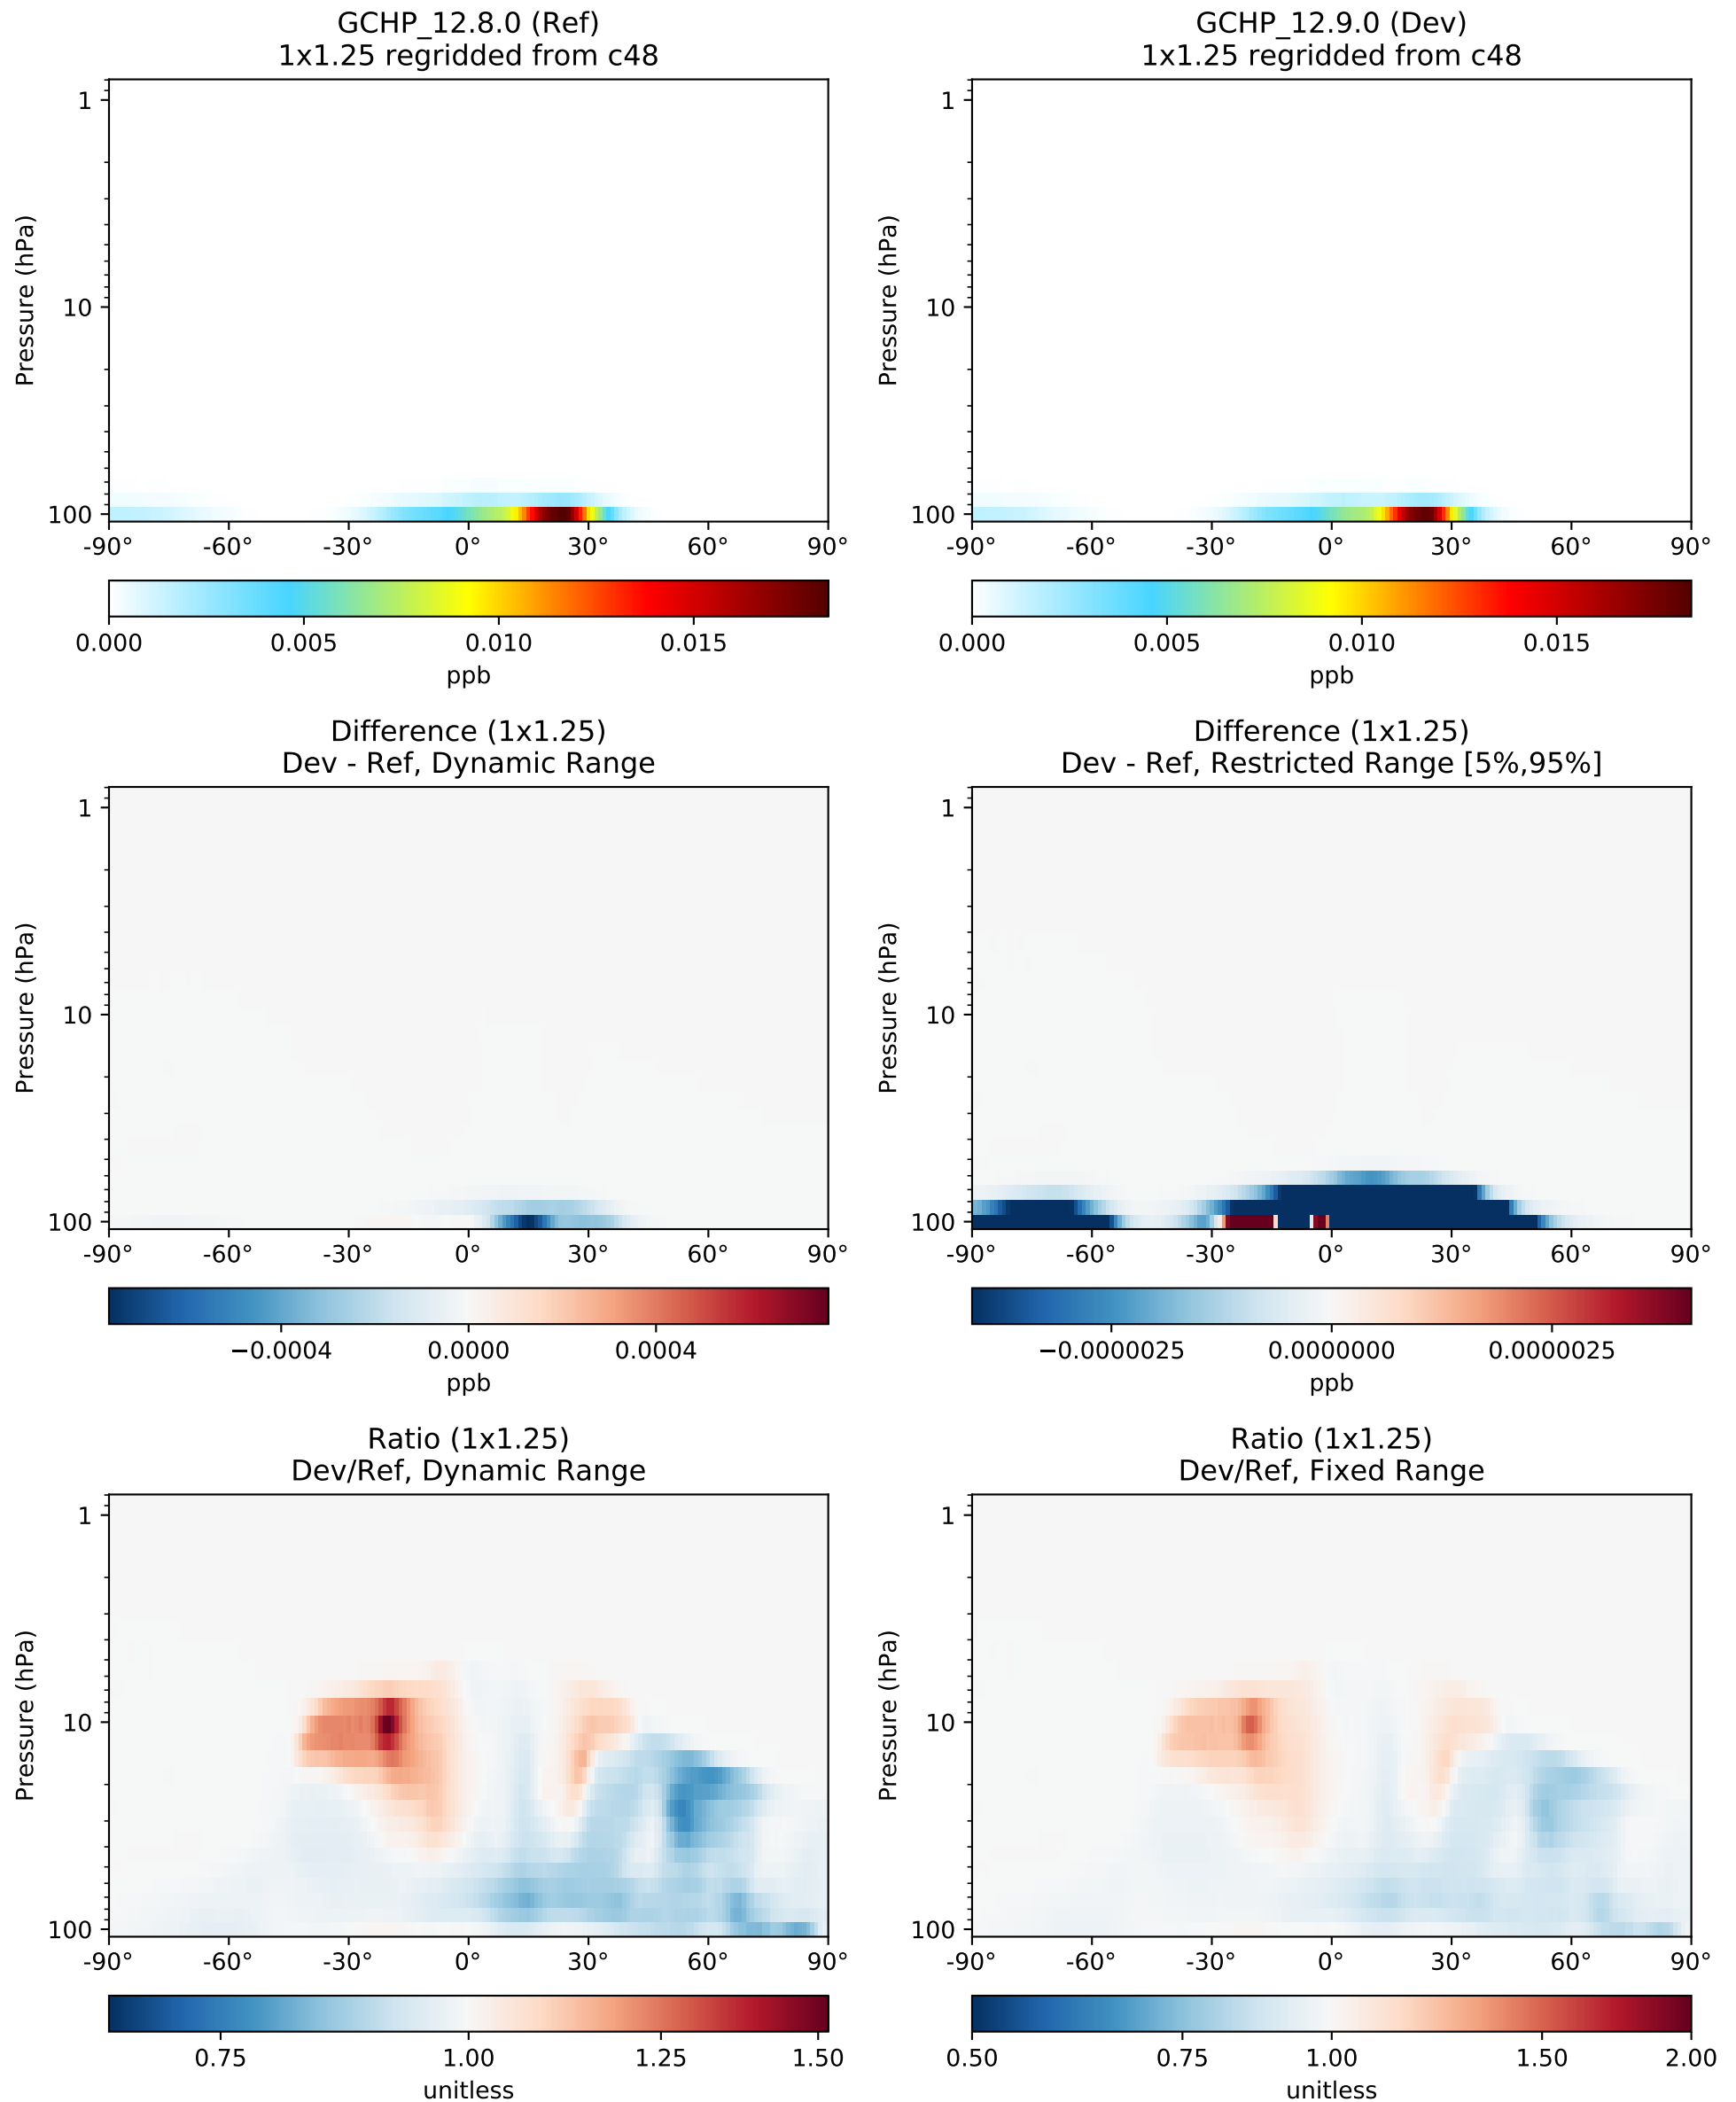 GCHP_12.8.0 (Ref)
1x1.25 regridded from c48
Pressure (hPa)
1
10
100
-90° -60° -30° 0° 30° 60° 90°
0.000 0.005 0.010 0.015
ppb
GCHP_12.9.0 (Dev)
1x1.25 regridded from c48
Pressure (hPa)
1
10
100
-90° -60° -30° 0° 30° 60° 90°
0.000 0.005 0.010 0.015
ppb
Difference (1x1.25)
Dev - Ref, Dynamic Range
Pressure (hPa)
1
10
100
-90° -60° -30° 0° 30° 60° 90°
−0.0004 0.0000 0.0004
ppb
Difference (1x1.25)
Dev - Ref, Restricted Range [5%,95%]
Pressure (hPa)
1
10
100
-90° -60° -30° 0° 30° 60° 90°
−0.0000025 0.0000000 0.0000025
ppb
Ratio (1x1.25)
Dev/Ref, Dynamic Range
Pressure (hPa)
1
10
100
-90° -60° -30° 0° 30° 60° 90°
0.75 1.00 1.25 1.50
unitless
Ratio (1x1.25)
Dev/Ref, Fixed Range
Pressure (hPa)
1
10
100
-90° -60° -30° 0° 30° 60° 90°
0.50 0.75 1.00 1.50 2.00
unitless